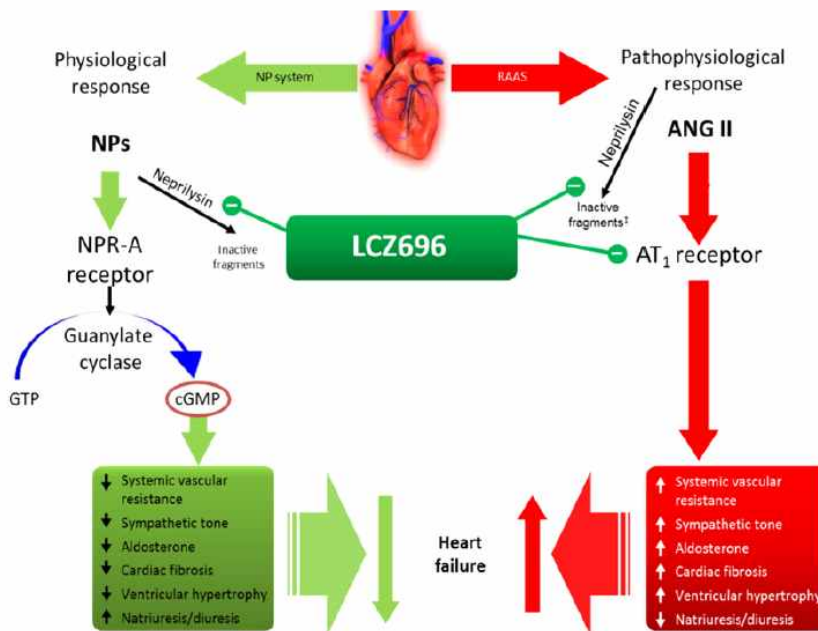 Physiological
response
NP system
RAAS
Pathophysiological
response
NPs
Neprilysin
Inactive
fragments
Neprilysin
ANG II
Inactive
fragments‡
LCZ696
NPR-A
receptor
AT₁ receptor
Guanylate
cyclase
GTP
cGMP
↓ Systemic vascular
resistance
↓ Sympathetic tone
↓ Aldosterone
↓ Cardiac fibrosis
↓ Ventricular hypertrophy
↑ Natriuresis/diuresis
Heart
failure
↑ Systemic vascular
resistance
↑ Sympathetic tone
↑ Aldosterone
↑ Cardiac fibrosis
↑ Ventricular hypertrophy
↓ Natriuresis/diuresis